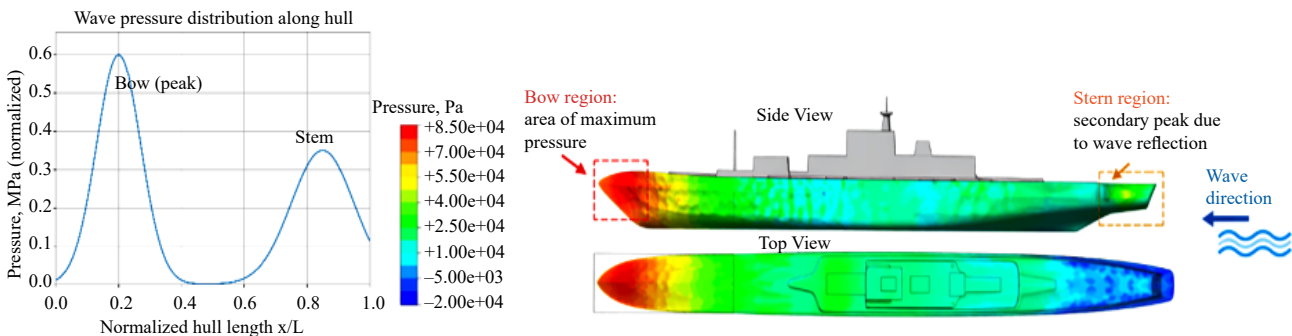 Wave pressure distribution along hull
Pressure, MPa (normalized)
0.6
0.5
0.4
0.3
0.2
0.1
0.0
Bow (peak)
Stem
0.0 0.2 0.4 0.6 0.8 1.0
Normalized hull length x/L
Pressure, Pa
+8.50e+04
+7.00e+04
+5.50e+04
+4.00e+04
+2.50e+04
+1.00e+04
–5.00e+03
–2.00e+04
Bow region:
area of maximum
pressure
Side View
Stern region:
secondary peak due
to wave reflection
Wave
direction
Top View